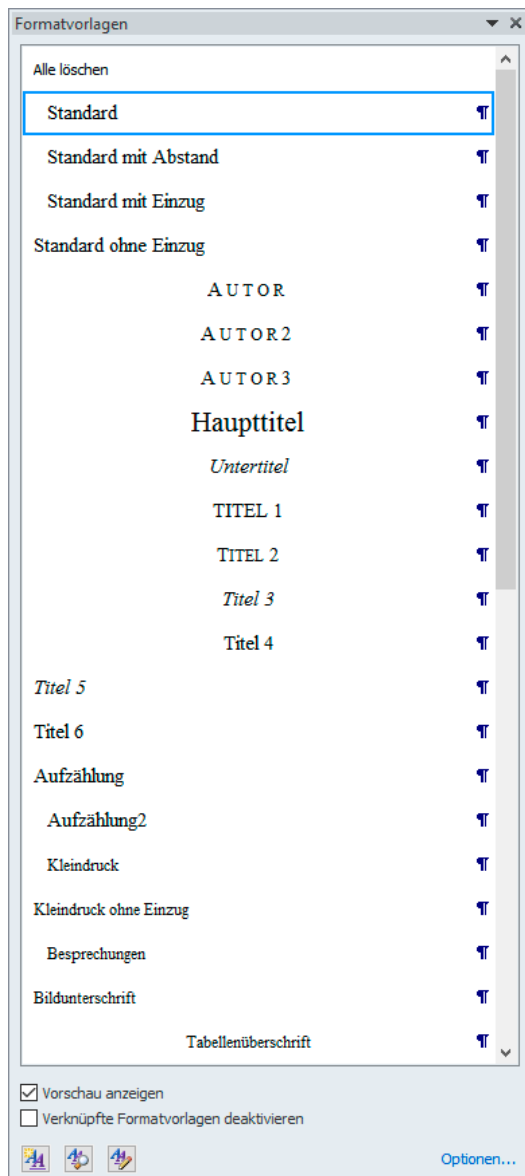 Formatvorlagen
Alle löschen
Standard ¶
Standard mit Abstand ¶
Standard mit Einzug ¶
Standard ohne Einzug ¶
AUTOR ¶
AUTOR2 ¶
AUTOR3 ¶
Haupttitel ¶
Untertitel ¶
TITEL 1 ¶
TITEL 2 ¶
Titel 3 ¶
Titel 4 ¶
Titel 5 ¶
Titel 6 ¶
Aufzählung ¶
Aufzählung2 ¶
Kleindruck ¶
Kleindruck ohne Einzug ¶
Besprechungen ¶
Bildunterschrift ¶
Tabellenüberschrift ¶
Vorschau anzeigen
Verknüpfte Formatvorlagen deaktivieren
Optionen...